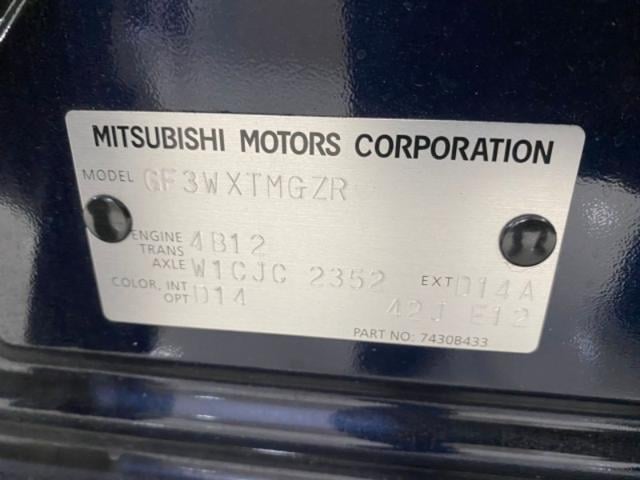 MITSUBISHI MOTORS CORPORATION
MODEL GF3WXTMGZR
ENGINE 4B12
TRANS
AXLE W1CJC 2352 EXT D14A
COLOR, INT
OPT D14 42J E12
PART NO: 7430B433